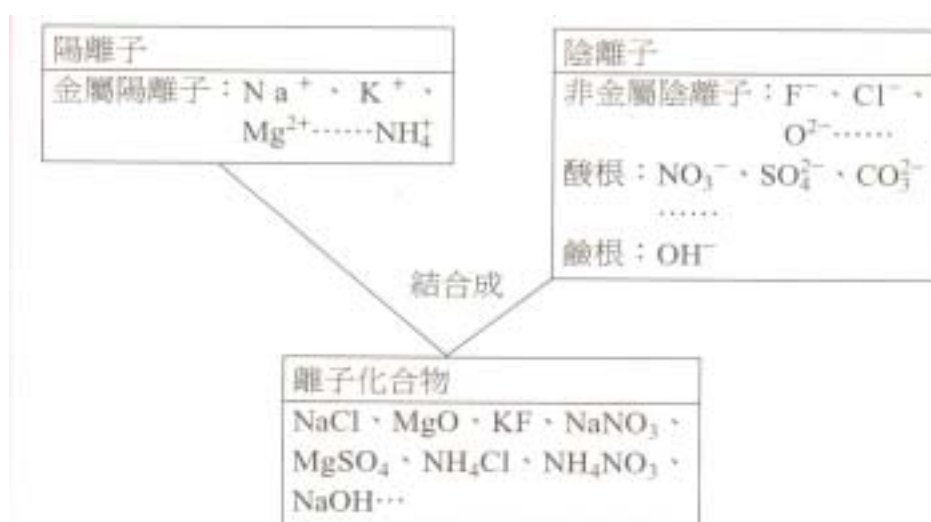 陽離子
金屬陽離子：Na⁺、K⁺、
Mg²⁺……NH₄⁺
陰離子
非金屬陰離子：F⁻、Cl⁻、
O²⁻……
酸根：NO₃⁻、SO₄²⁻、CO₃²⁻
……
鹼根：OH⁻
結合成
離子化合物
NaCl、MgO、KF、NaNO₃、
MgSO₄、NH₄Cl、NH₄NO₃、
NaOH…